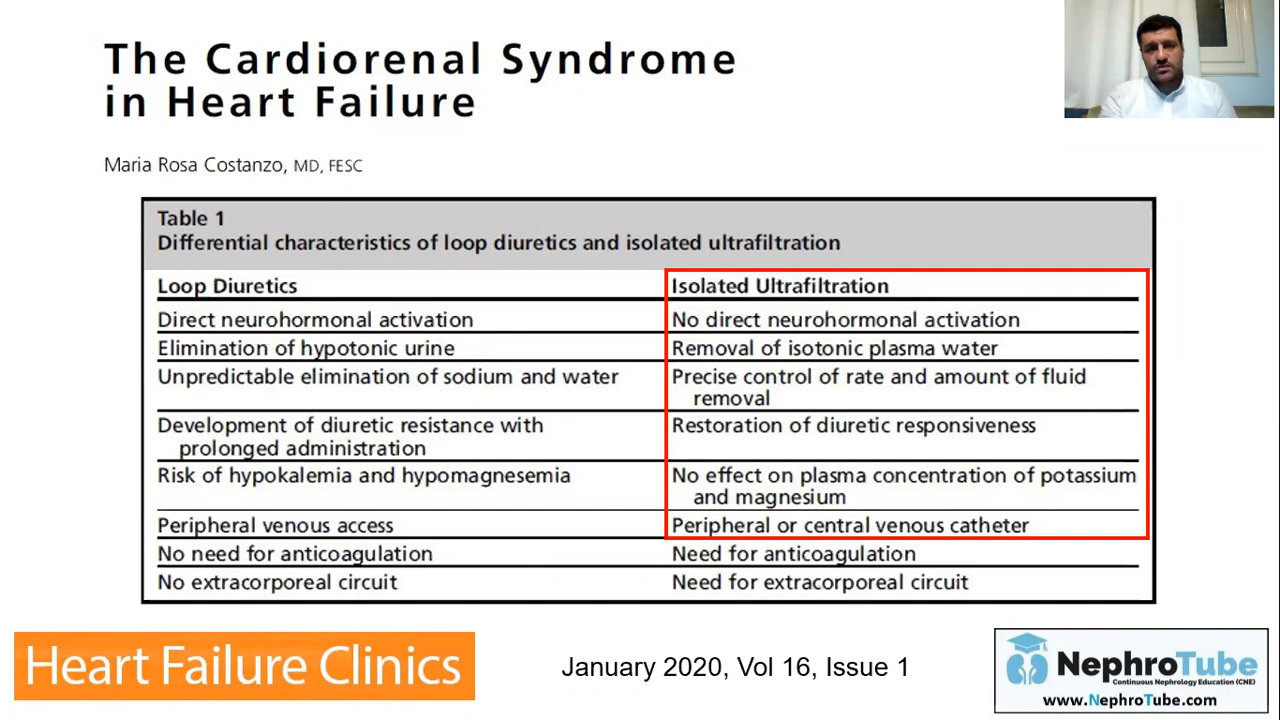 The Cardiorenal Syndrome
in Heart Failure
Maria Rosa Costanzo, MD, FESC
Table 1
Differential characteristics of loop diuretics and isolated ultrafiltration
Loop Diuretics Isolated Ultrafiltration
Direct neurohormonal activation No direct neurohormonal activation
Elimination of hypotonic urine Removal of isotonic plasma water
Unpredictable elimination of sodium and water Precise control of rate and amount of fluid
removal
Development of diuretic resistance with Restoration of diuretic responsiveness
prolonged administration
Risk of hypokalemia and hypomagnesemia No effect on plasma concentration of potassium
and magnesium
Peripheral venous access Peripheral or central venous catheter
No need for anticoagulation Need for anticoagulation
No extracorporeal circuit Need for extracorporeal circuit
Heart Failure Clinics
January 2020, Vol 16, Issue 1
NephroTube
Continuous Nephrology Education (CNE)
www.NephroTube.com